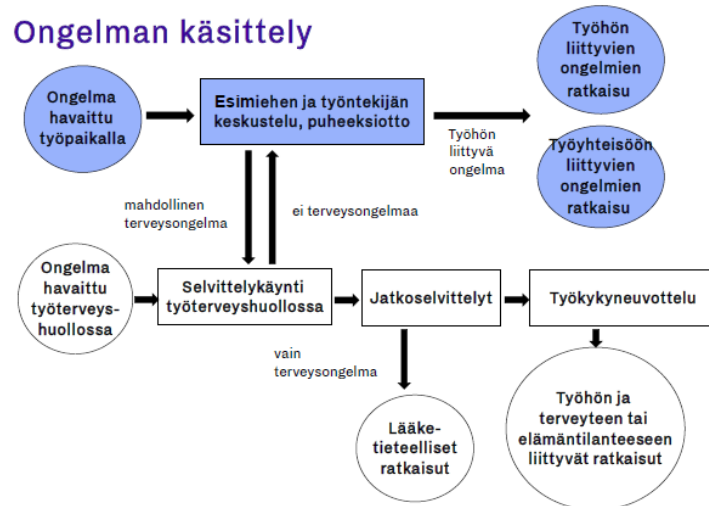 Ongelman käsittely
Ongelma
havaittu
työpaikalla
Esimiehen ja työntekijän
keskustelu, puheeksiotto
Työhön
liittyvä
ongelma
Työhön
liittyvien
ongelmien
ratkaisu
Työyhteisöön
liittyvien
ongelmien
ratkaisu
mahdollinen
terveysongelma
ei terveysongelmaa
Ongelma
havaittu
työterveys-
huollossa
Selvittelykäynti
työterveyshuollossa
Jatkoselvittelyt
Työkykyneuvottelu
vain
terveysongelma
Lääke-
tieteelliset
ratkaisut
Työhön ja
terveyteen tai
elämäntilanteeseen
liittyvät ratkaisut